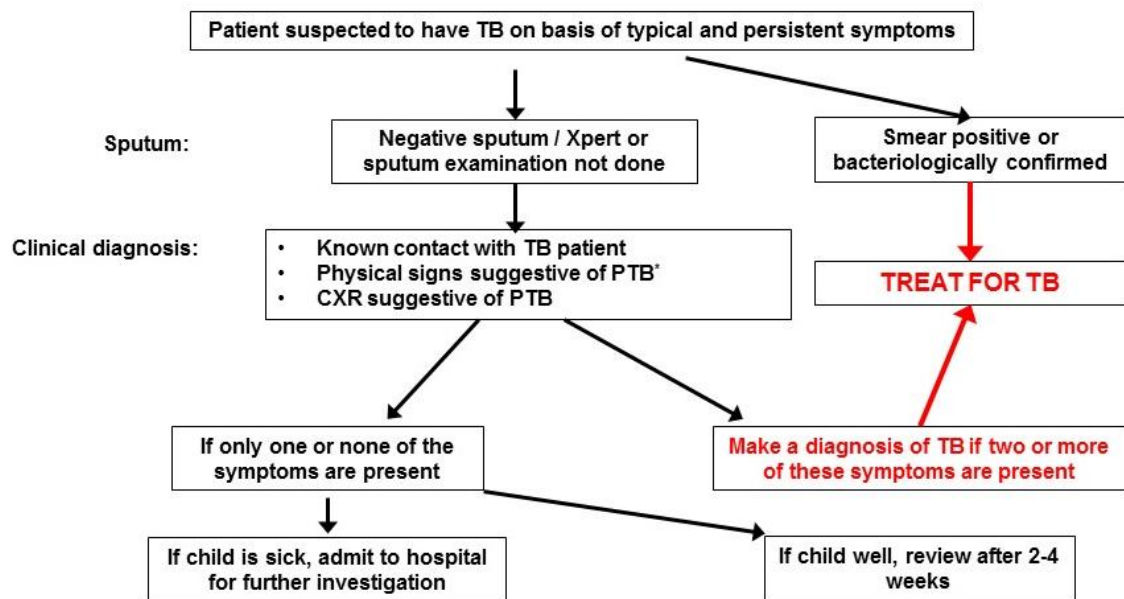 Patient suspected to have TB on basis of typical and persistent symptoms
Sputum:
Negative sputum / Xpert or
sputum examination not done
Smear positive or
bacteriologically confirmed
Clinical diagnosis:
• Known contact with TB patient
• Physical signs suggestive of PTB*
• CXR suggestive of PTB
TREAT FOR TB
If only one or none of the
symptoms are present
Make a diagnosis of TB if two or more
of these symptoms are present
If child is sick, admit to hospital
for further investigation
If child well, review after 2-4
weeks